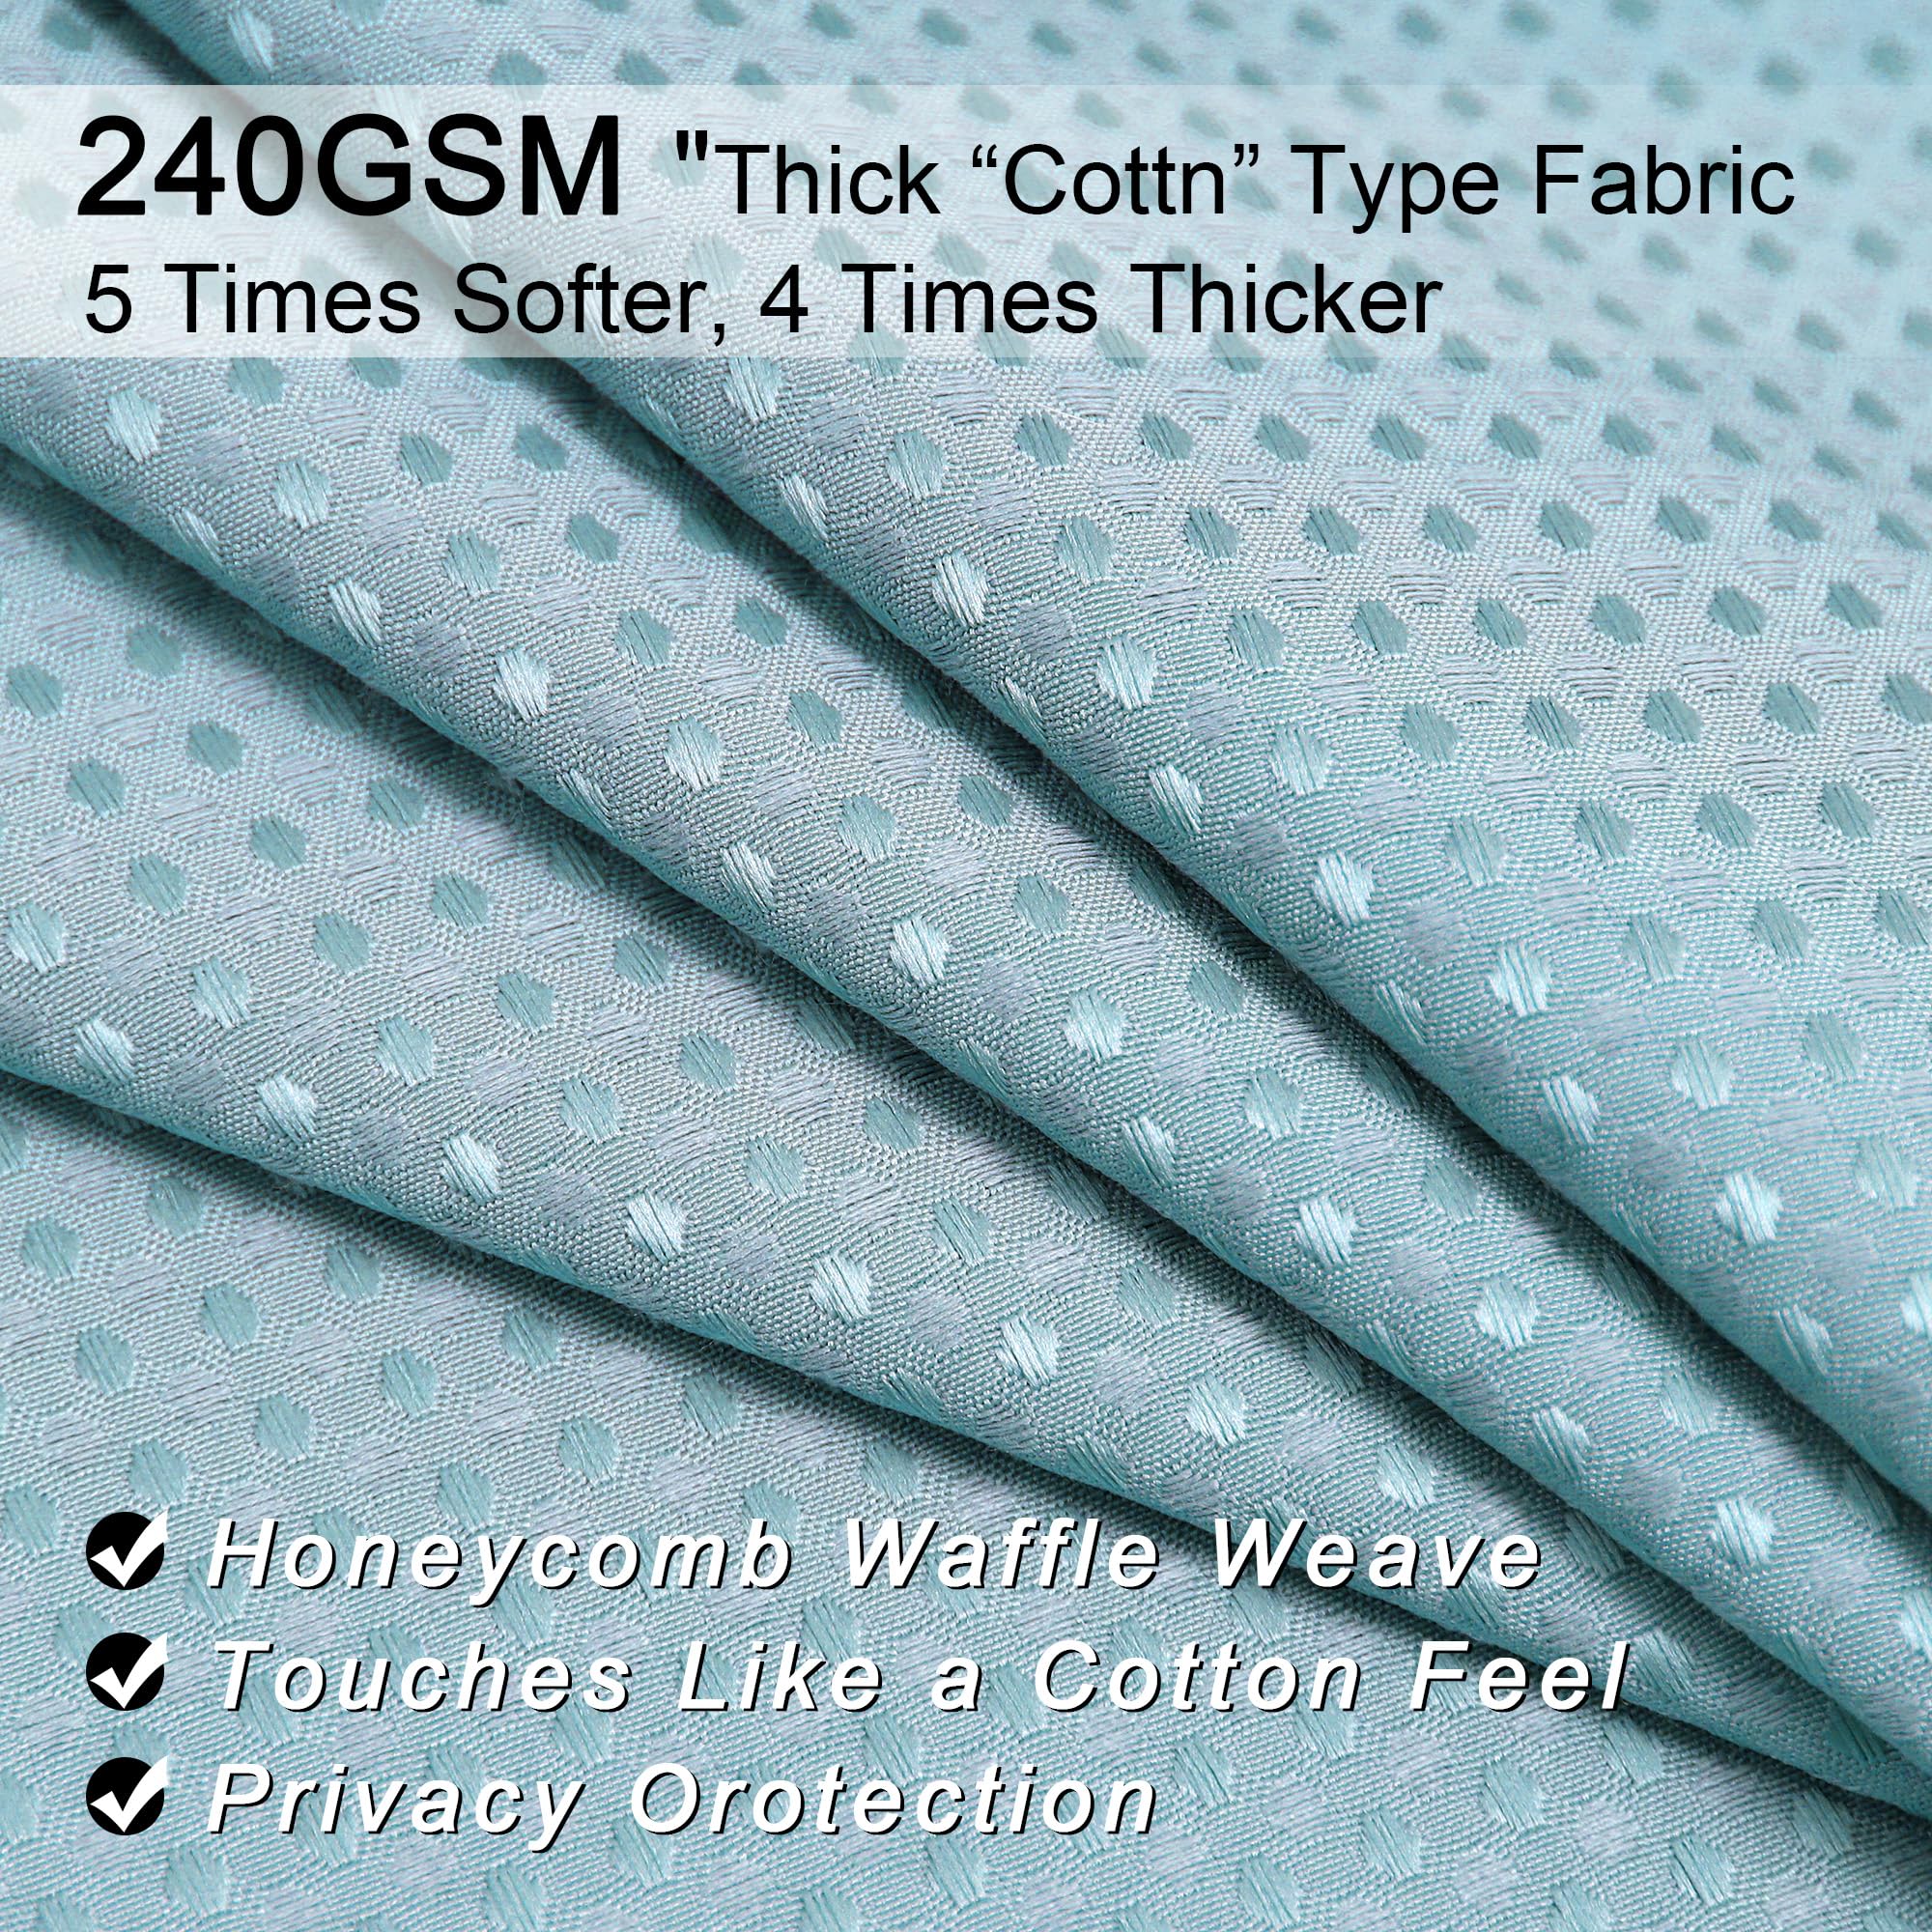 240GSM "Thick “Cottn” Type Fabric
5 Times Softer, 4 Times Thicker
Honeycomb Waffle Weave
Touches Like a Cotton Feel
Privacy Orotection